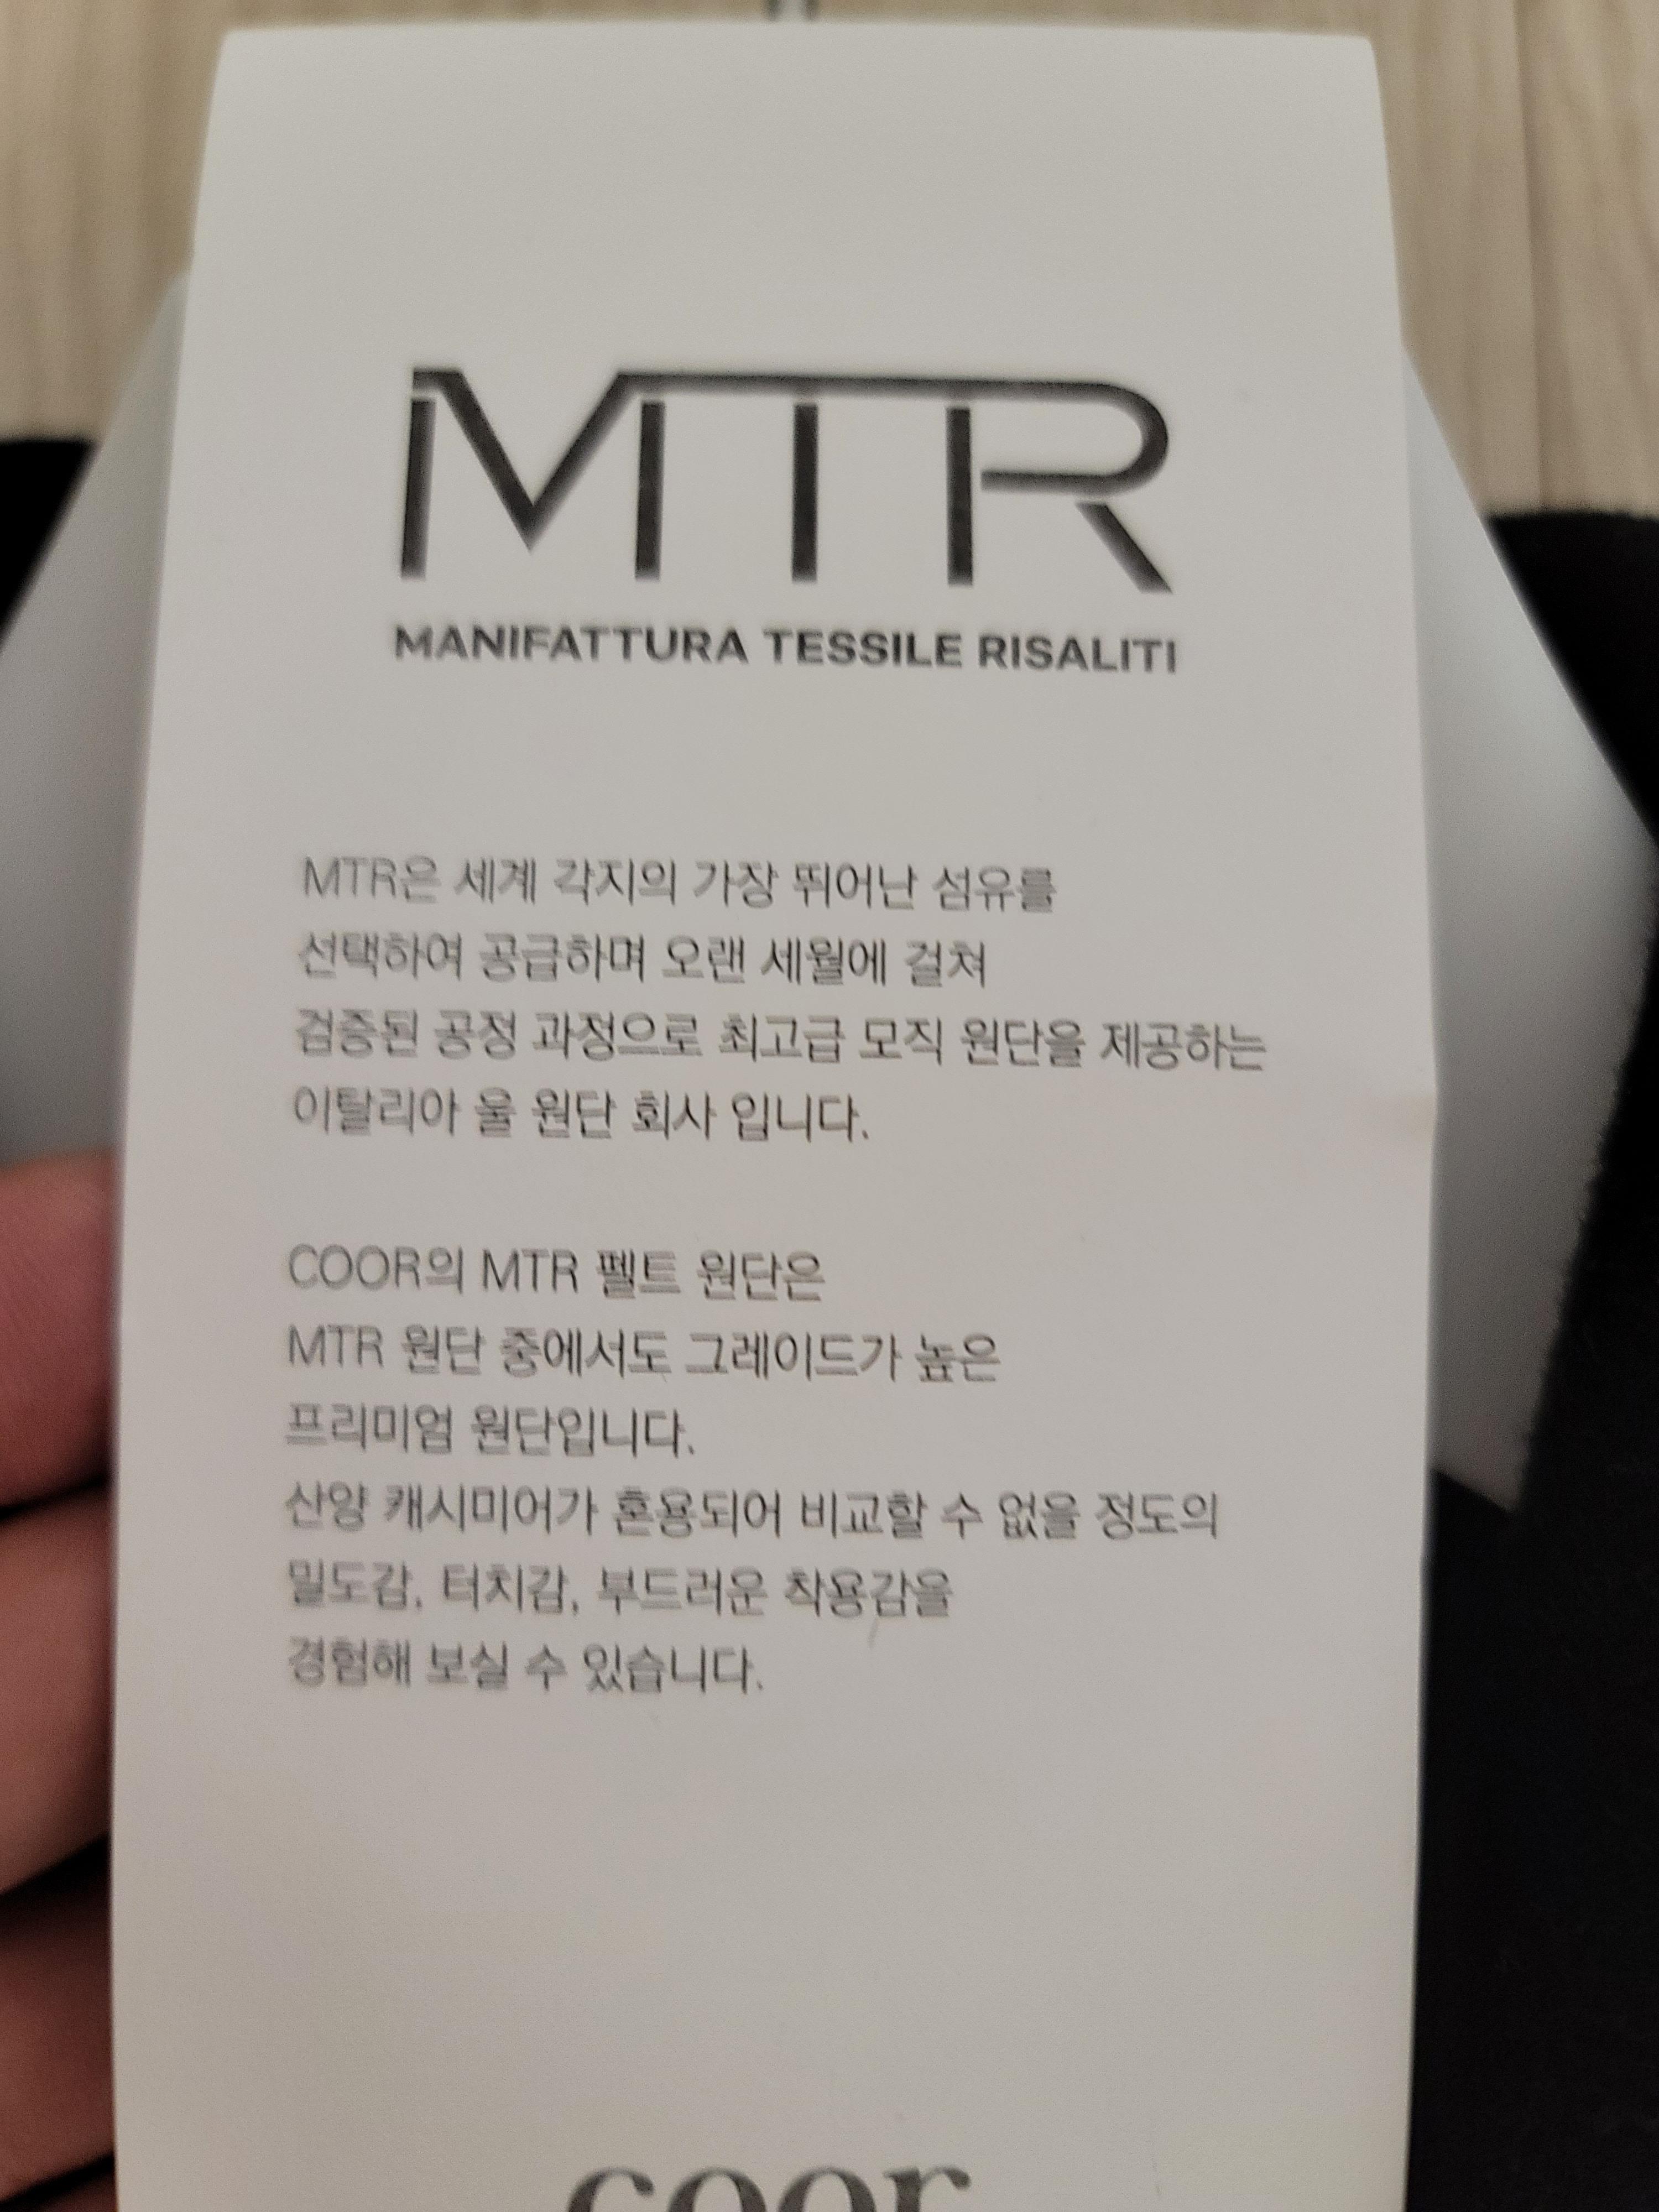 MTR
MANIFATTURA TESSILE RISALITI
MTR은 세계 각지의 가장 뛰어난 섬유를
선택하여 공급하며 오랜 세월에 걸쳐
검증된 공정 과정으로 최고급 모직 원단을 제공하는
이탈리아 울 원단 회사 입니다.
COOR의 MTR 펠트 원단은
MTR 원단 중에서도 그레이드가 높은
프리미엄 원단입니다.
산양 캐시미어가 혼용되어 비교할 수 없을 정도의
밀도감, 터치감, 부드러운 착용감을
경험해 보실 수 있습니다.
coor